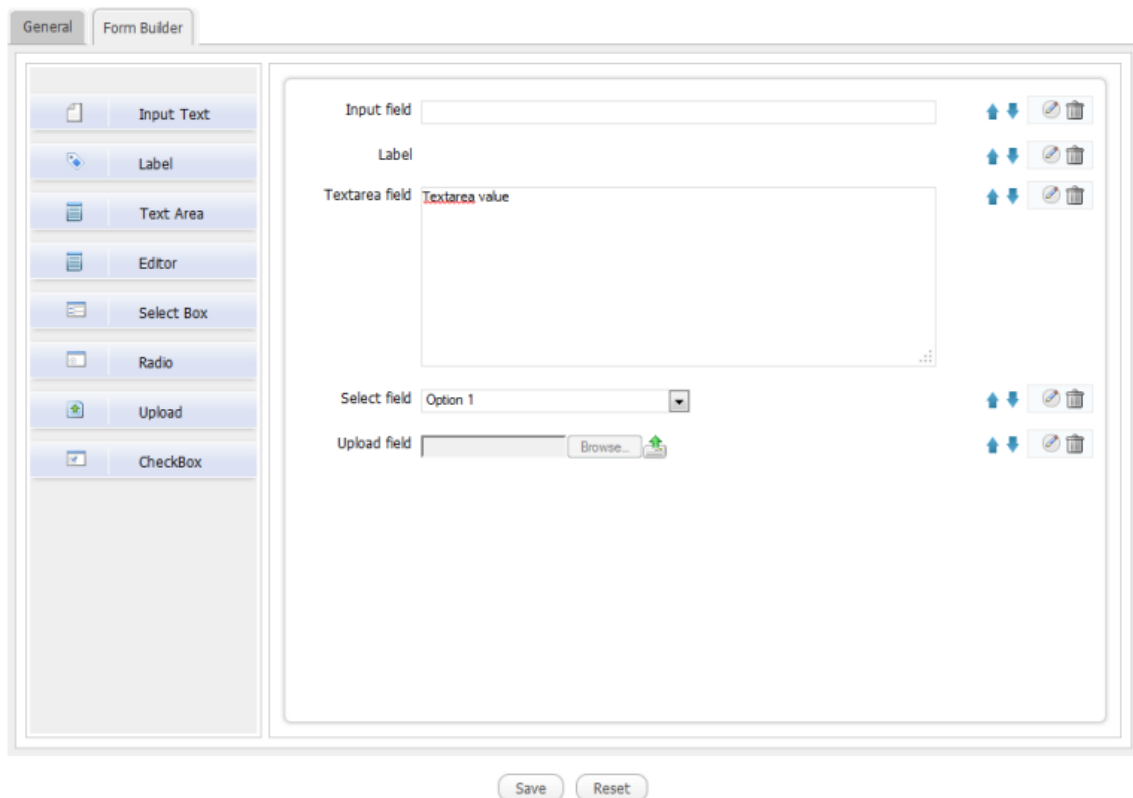 General
Form Builder
Input Text
Label
Text Area
Editor
Select Box
Radio
Upload
CheckBox
Input field
Label
Textarea field Textarea value
Select field Option 1
Upload field Browse...
Save Reset